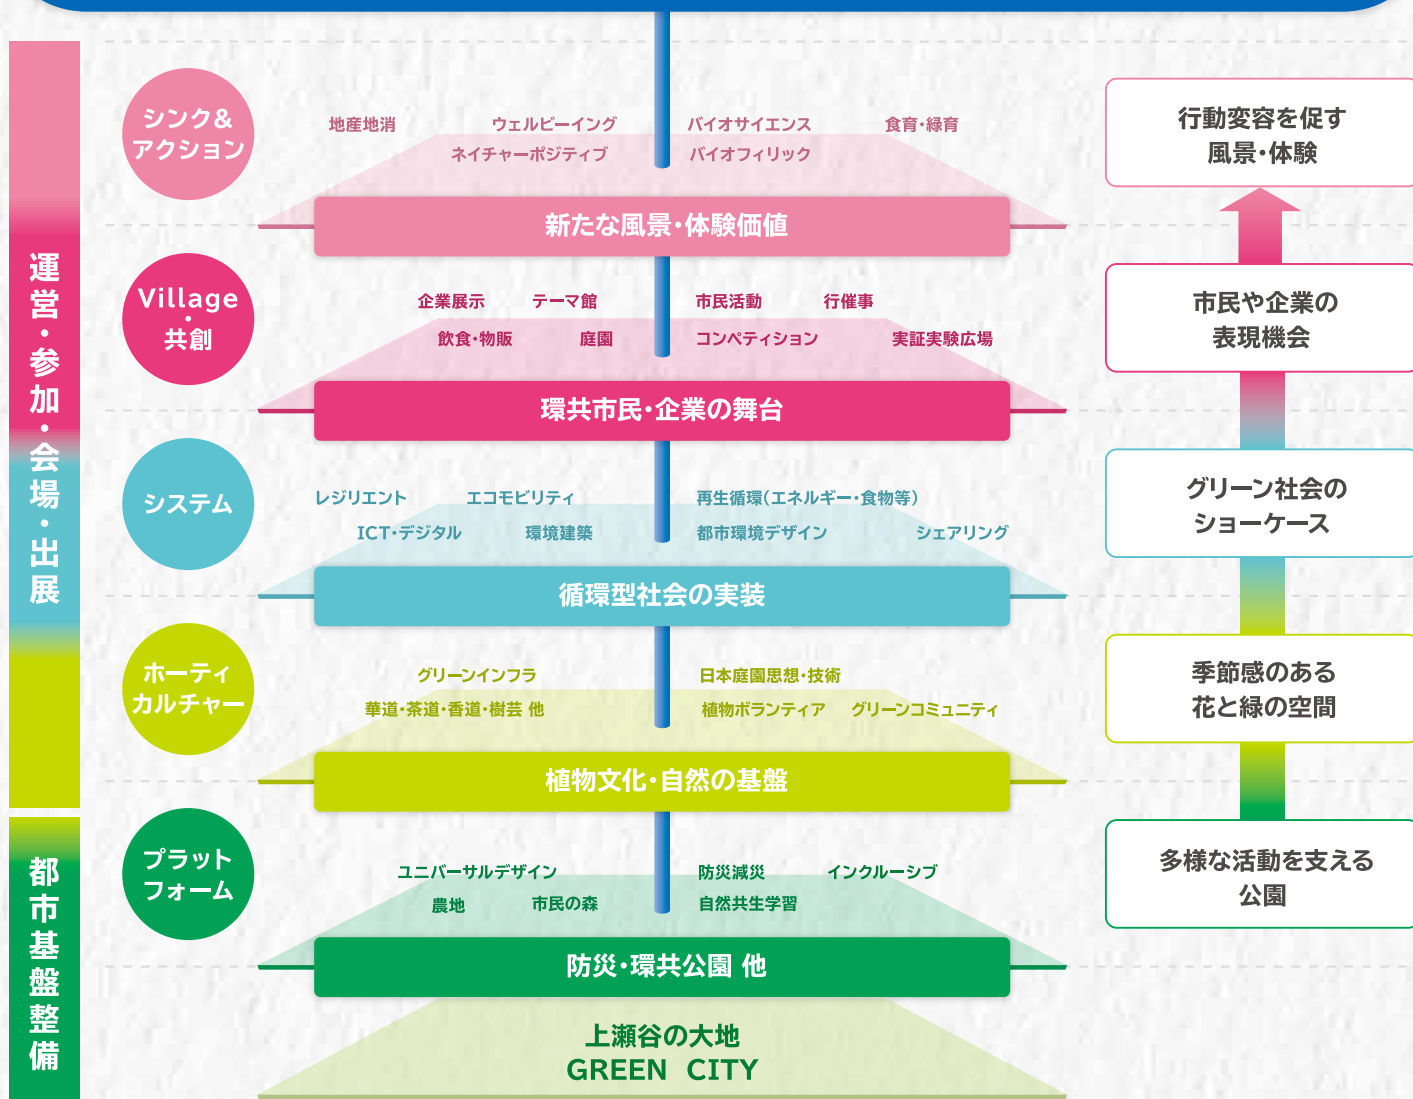 運営・参加・会場・出展
シンク&
アクション
地産地消
ウェルビーイング
バイオサイエンス
食育・緑育
ネイチャーポジティブ
バイオフィリック
新たな風景・体験価値
行動変容を促す
風景・体験
Village
・
共創
企業展示
テーマ館
市民活動
行催事
飲食・物販
庭園
コンペティション
実証実験広場
環共市民・企業の舞台
市民や企業の
表現機会
システム
レジリエント
エコモビリティ
再生循環(エネルギー・食物等)
ICT・デジタル
環境建築
都市環境デザイン
シェアリング
循環型社会の実装
グリーン社会の
ショーケース
ホーティ
カルチャー
グリーンインフラ
日本庭園思想・技術
華道・茶道・香道・樹芸 他
植物ボランティア
グリーンコミュニティ
植物文化・自然の基盤
季節感のある
花と緑の空間
都市基盤整備
プラット
フォーム
ユニバーサルデザイン
防災減災
インクルーシブ
農地
市民の森
自然共生学習
防災・環共公園 他
多様な活動を支える
公園
上瀬谷の大地
GREEN CITY